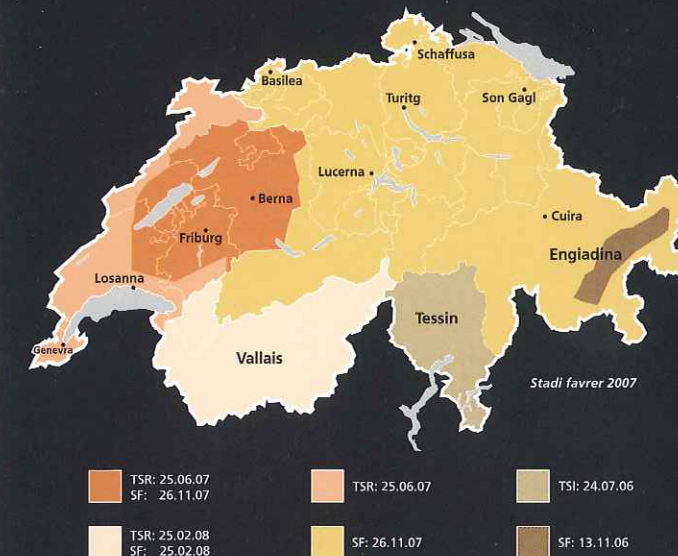 Schaffusa
Basilea
Turitg
Son Gagl
Lucerna
Berna
Cuira
Friburg
Engiadina
Losanna
Tessin
Genevra
Vallais
Stadi favrer 2007
TSR: 25.06.07
SF: 26.11.07
TSR: 25.06.07
TSI: 24.07.06
TSR: 25.02.08
SF: 25.02.08
SF: 26.11.07
SF: 13.11.06